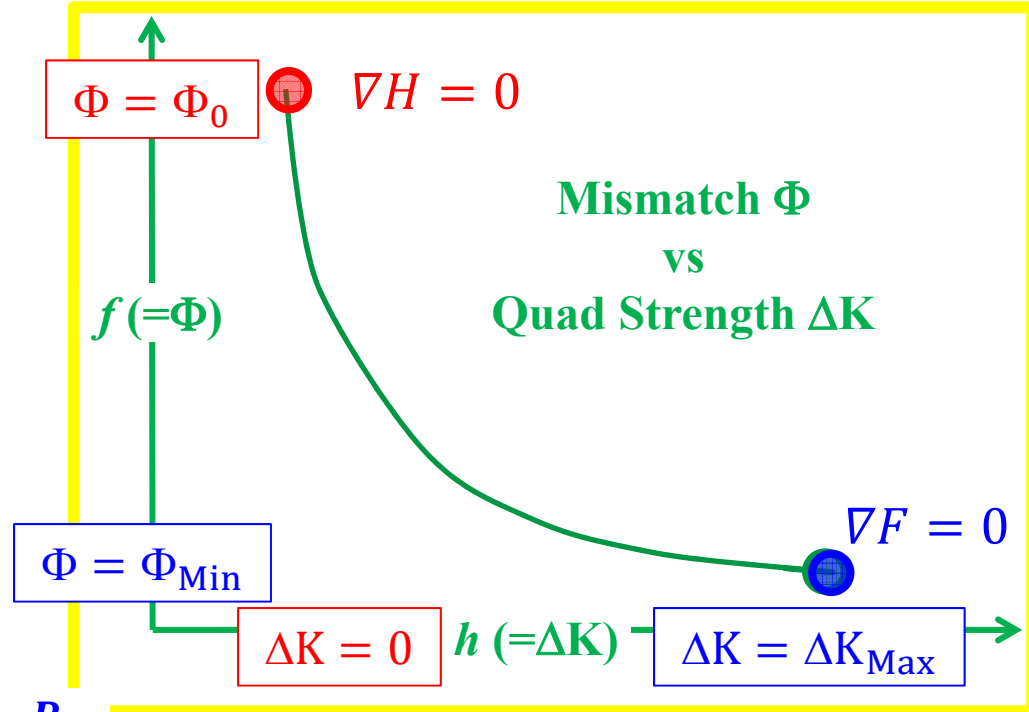 Φ = Φ₀
∇H = 0
Mismatch Φ
vs
Quad Strength ΔK
f (=Φ)
∇F = 0
Φ = Φ_Min
ΔK = 0
h (=ΔK)
ΔK = ΔK_Max